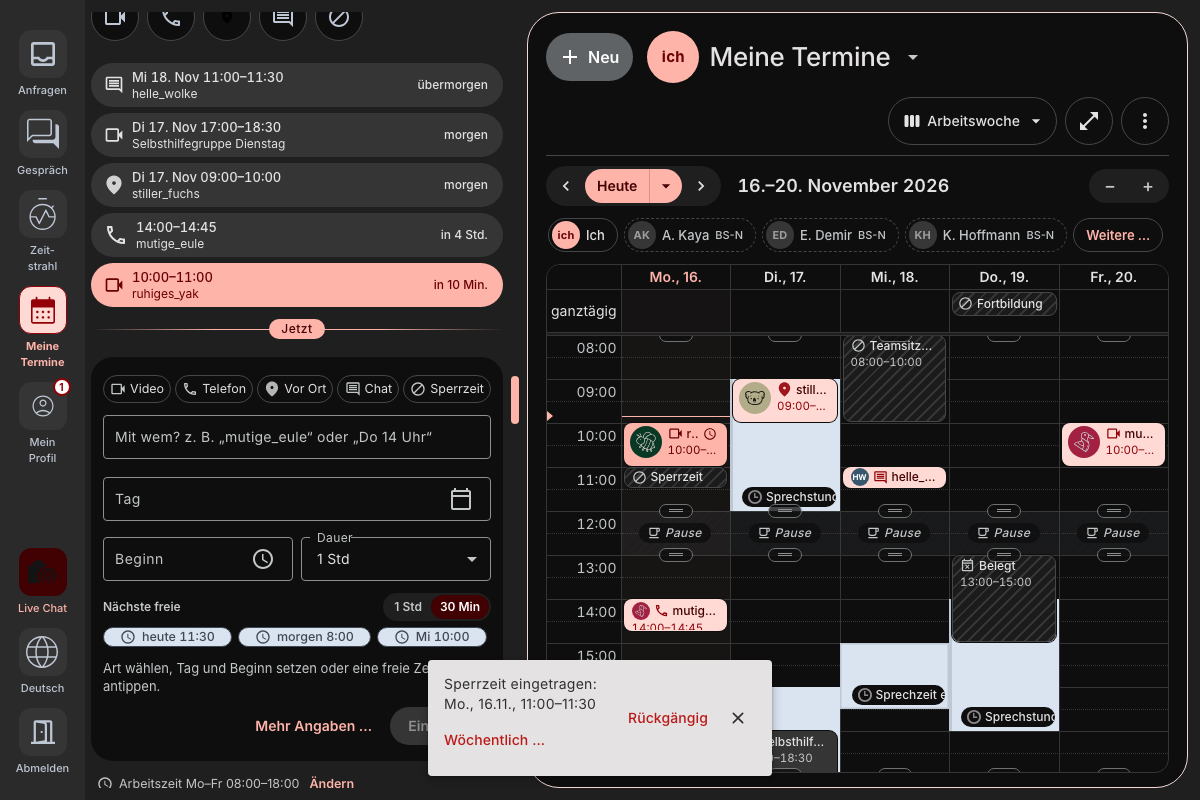 Anfragen
Gespräch
Zeit-
strahl
Meine
Termine
1
Mein
Profil
Live Chat
Deutsch
Abmelden
Mi 18. Nov 11:00–11:30
helle_wolke
übermorgen
Di 17. Nov 17:00–18:30
Selbsthilfegruppe Dienstag
morgen
Di 17. Nov 09:00–10:00
stiller_fuchs
morgen
14:00–14:45
mutige_eule
in 4 Std.
10:00–11:00
ruhiges_yak
in 10 Min.
Jetzt
Video
Telefon
Vor Ort
Chat
Sperrzeit
Mit wem? z. B. „mutige_eule“ oder „Do 14 Uhr“
Tag
Beginn
Dauer
1 Std
Nächste freie
1 Std
30 Min
heute 11:30
morgen 8:00
Mi 10:00
Art wählen, Tag und Beginn setzen oder eine freie Ze
antippen.
Mehr Angaben ...
Ein
Arbeitszeit Mo–Fr 08:00–18:00
Ändern
Neu
ich
Meine Termine
Arbeitswoche
Heute
16.–20. November 2026
ich
Ich
AK
A. Kaya BS-N
ED
E. Demir BS-N
KH
K. Hoffmann BS-N
Weitere ...
Mo., 16.
Di., 17.
Mi., 18.
Do., 19.
Fr., 20.
ganztägig
Fortbildung
08:00
09:00
10:00
11:00
12:00
13:00
14:00
15:00
Teamsitz...
08:00–10:00
still...
09:00–...
r...
10:00–...
Sperrzeit
Sprechstund
HW
helle_...
mu...
10:00–...
Pause
Pause
Pause
Pause
Pause
Belegt
13:00–15:00
mutig...
14:00–14:45
Sprechzeit e
Sprechstund
elbsthilf...
–18:30
Sperrzeit eingetragen:
Mo., 16.11., 11:00–11:30
Rückgängig
Wöchentlich ...